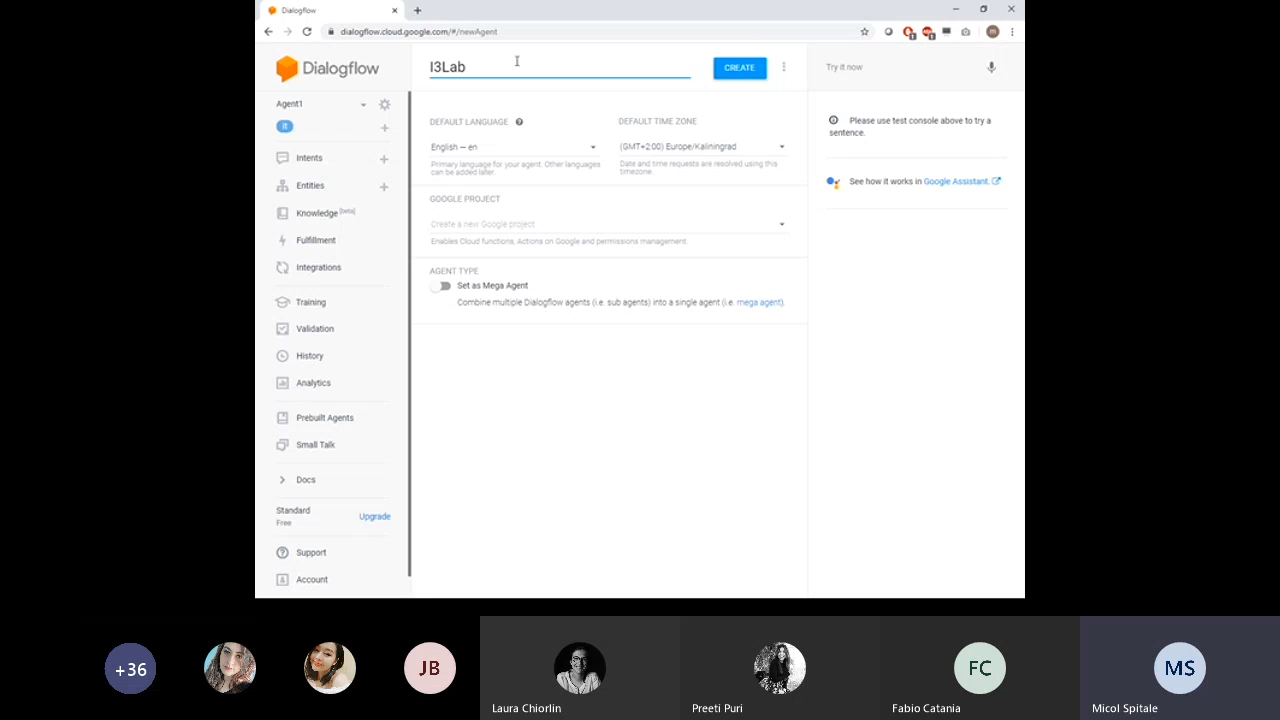 Dialogflow
dialogflow.cloud.google.com/#/newAgent
m
Dialogflow
I3Lab
CREATE
Try it now
Agent1
it
DEFAULT LANGUAGE
DEFAULT TIME ZONE
Please use test console above to try a
sentence.
English — en
(GMT+2:00) Europe/Kaliningrad
Primary language for your agent. Other languages
can be added later.
Date and time requests are resolved using this
timezone.
See how it works in Google Assistant.
GOOGLE PROJECT
Create a new Google project
Enables Cloud functions, Actions on Google and permissions management.
AGENT TYPE
Set as Mega Agent
Combine multiple Dialogflow agents (i.e. sub agents) into a single agent (i.e. mega agent).
Intents
Entities
Knowledge [beta]
Fulfillment
Integrations
Training
Validation
History
Analytics
Prebuilt Agents
Small Talk
Docs
Standard
Free
Upgrade
Support
Account
+36
JB
FC
MS
Laura Chiorlin
Preeti Puri
Fabio Catania
Micol Spitale